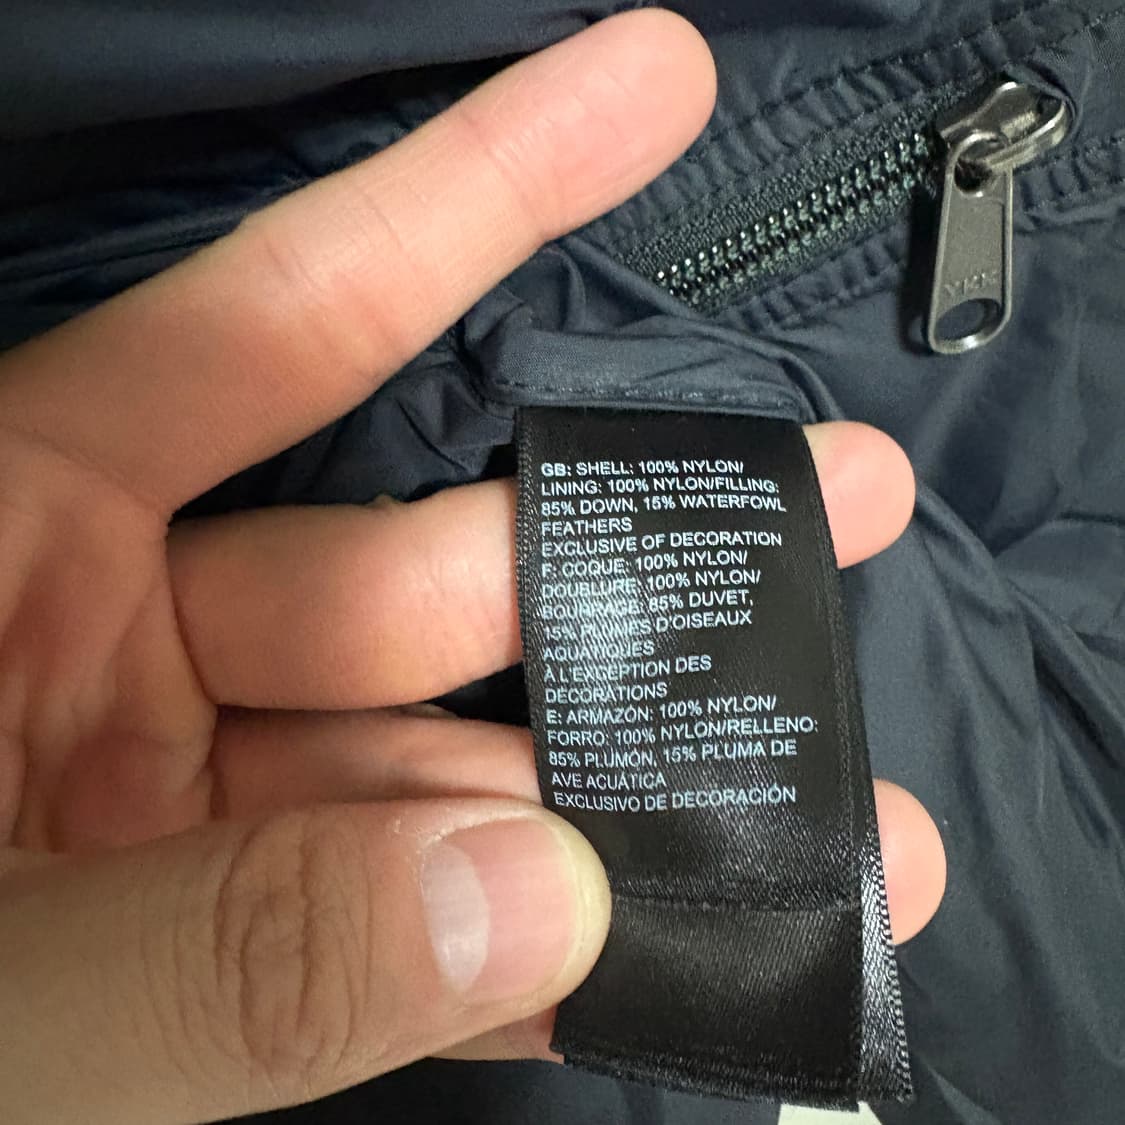 YKK
GB: SHELL: 100% NYLON/
LINING: 100% NYLON/FILLING:
85% DOWN, 15% WATERFOWL
FEATHERS
EXCLUSIVE OF DECORATION
F: COQUE: 100% NYLON/
DOUBLURE: 100% NYLON/
BOURRAGE: 85% DUVET,
15% PLUMES D'OISEAUX
AQUATIQUES
À L'EXCEPTION DES
DÉCORATIONS
E: ARMAZÓN: 100% NYLON/
FORRO: 100% NYLON/RELLENO:
85% PLUMÓN, 15% PLUMA DE
AVE ACUÁTICA
EXCLUSIVO DE DECORACIÓN